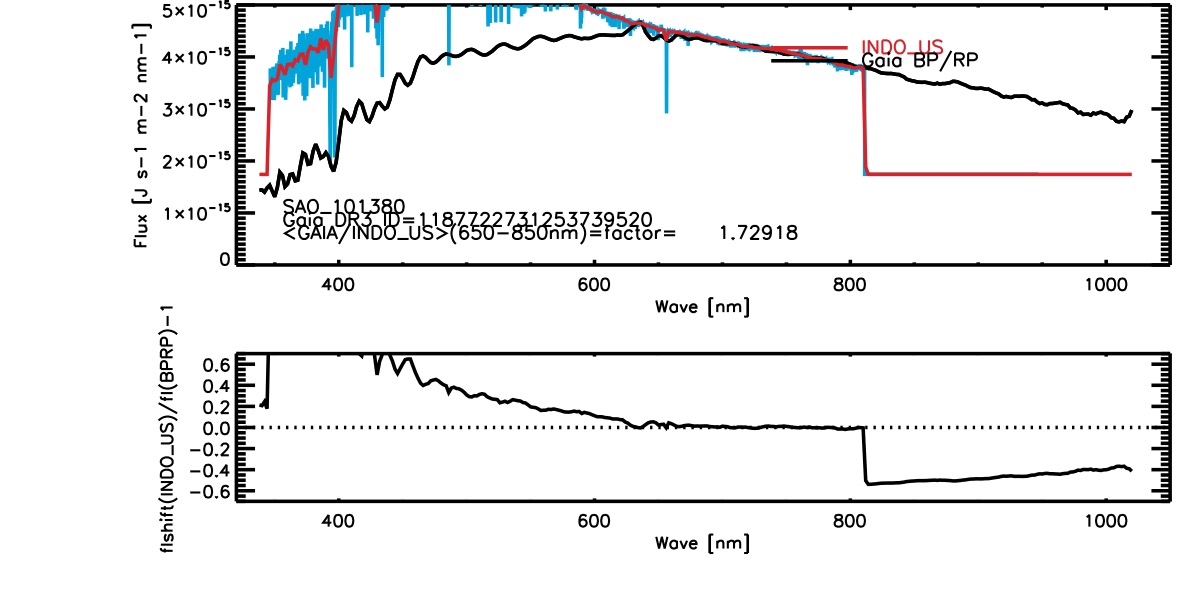 5×10⁻¹⁵
4×10⁻¹⁵
3×10⁻¹⁵
2×10⁻¹⁵
1×10⁻¹⁵
0
Flux [J s−1 m−2 nm−1]
INDO_US
Gaia BP/RP
SAO_101380
Gaia DR3 ID=1187722731253739520
<GAIA/INDO_US>(650−850nm)=factor= 1.72918
400 600 800 1000
Wave [nm]
0.6
0.4
0.2
0.0
−0.2
−0.4
−0.6
flshift(INDO_US)/fl(BPRP)−1
400 600 800 1000
Wave [nm]